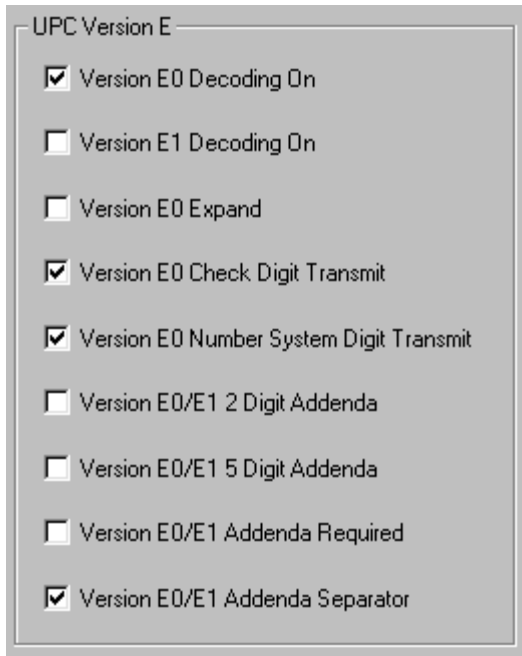 UPC Version E
Version E0 Decoding On
Version E1 Decoding On
Version E0 Expand
Version E0 Check Digit Transmit
Version E0 Number System Digit Transmit
Version E0/E1 2 Digit Addenda
Version E0/E1 5 Digit Addenda
Version E0/E1 Addenda Required
Version E0/E1 Addenda Separator